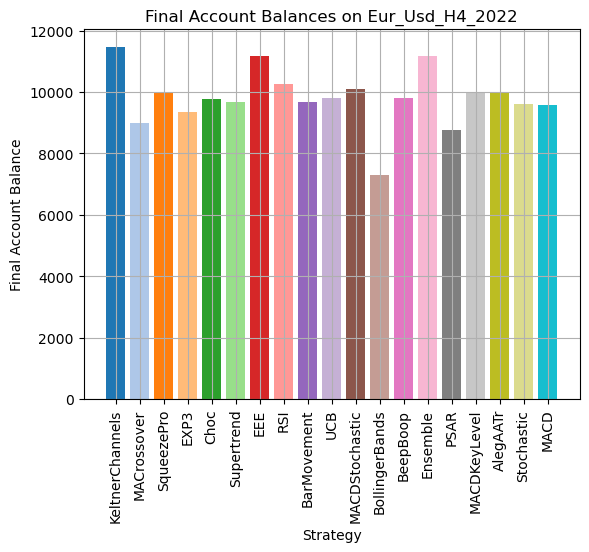 Final Account Balances on Eur_Usd_H4_2022
Final Account Balance
12000
10000
8000
6000
4000
2000
0
KeltnerChannels
MACrossover
SqueezePro
EXP3
Choc
Supertrend
EEE
RSI
BarMovement
UCB
MACDStochastic
BollingerBands
BeepBoop
Ensemble
PSAR
MACDKeyLevel
AlegAATr
Stochastic
MACD
Strategy